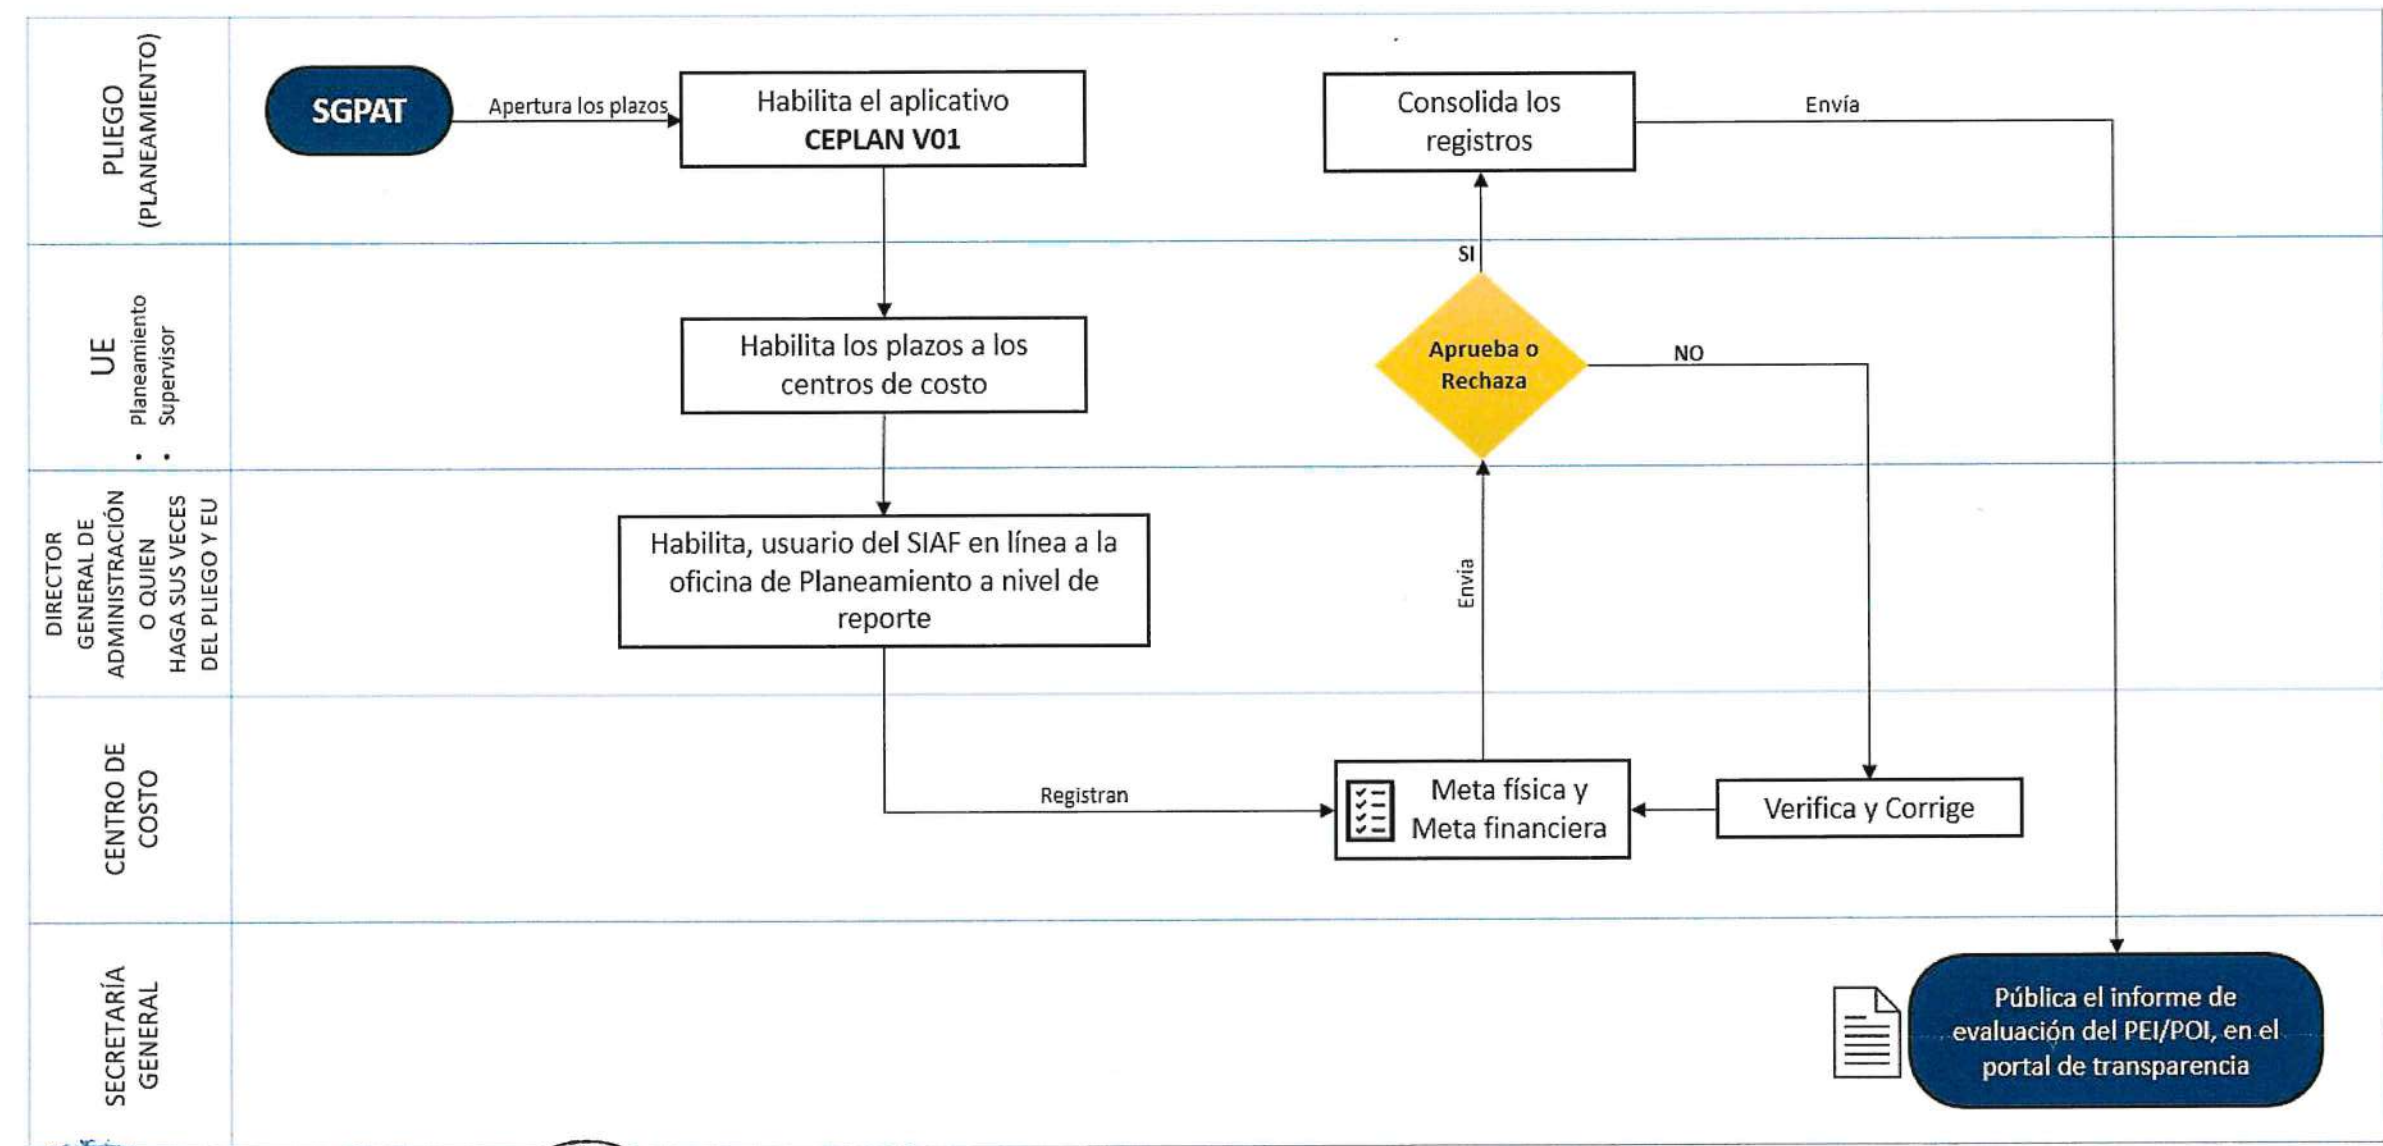 PLIEGO
(PLANEAMIENTO)
SGPAT
Apertura los plazos
Habilita el aplicativo
CEPLAN V01
Consolida los
registros
Envía
UE
• Planeamiento
• Supervisor
Habilita los plazos a los
centros de costo
SI
Aprueba o
Rechaza
NO
DIRECTOR
GENERAL DE
ADMINISTRACIÓN
O QUIEN
HAGA SUS VECES
DEL PLIEGO Y EU
Habilita, usuario del SIAF en línea a la
oficina de Planeamiento a nivel de
reporte
Envia
CENTRO DE
COSTO
Registran
Meta física y
Meta financiera
Verifica y Corrige
SECRETARÍA
GENERAL
Pública el informe de
evaluación del PEI/POI, en el
portal de transparencia